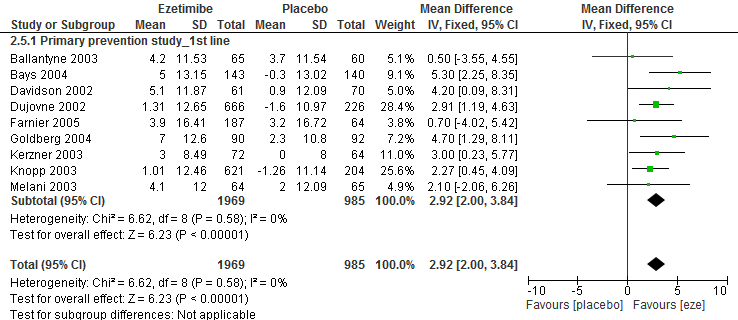 Ezetimibe Placebo Mean Difference Mean Difference
Study or Subgroup Mean SD Total Mean SD Total Weight IV, Fixed, 95% CI IV, Fixed, 95% CI
2.5.1 Primary prevention study_1st line
Ballantyne 2003 4.2 11.53 65 3.7 11.54 60 5.1% 0.50 [-3.55, 4.55]
Bays 2004 5 13.15 143 -0.3 13.02 140 9.1% 5.30 [2.25, 8.35]
Davidson 2002 5.1 11.87 61 0.9 12.09 70 5.0% 4.20 [0.09, 8.31]
Dujovne 2002 1.31 12.65 666 -1.6 10.97 226 28.4% 2.91 [1.19, 4.63]
Farnier 2005 3.9 16.41 187 3.2 16.72 64 3.8% 0.70 [-4.02, 5.42]
Goldberg 2004 7 12.6 90 2.3 10.8 92 7.2% 4.70 [1.29, 8.11]
Kerzner 2003 3 8.49 72 0 8 64 11.0% 3.00 [0.23, 5.77]
Knopp 2003 1.01 12.46 621 -1.26 11.14 204 25.6% 2.27 [0.45, 4.09]
Melani 2003 4.1 12 64 2 12.09 65 4.9% 2.10 [-2.06, 6.26]
Subtotal (95% CI) 1969 985 100.0% 2.92 [2.00, 3.84]
Heterogeneity: Chi² = 6.62, df = 8 (P = 0.58); I² = 0%
Test for overall effect: Z = 6.23 (P < 0.00001)
Total (95% CI) 1969 985 100.0% 2.92 [2.00, 3.84]
Heterogeneity: Chi² = 6.62, df = 8 (P = 0.58); I² = 0%
Test for overall effect: Z = 6.23 (P < 0.00001)
Test for subgroup differences: Not applicable
-10 -5 0 5 10
Favours [placebo] Favours [eze]